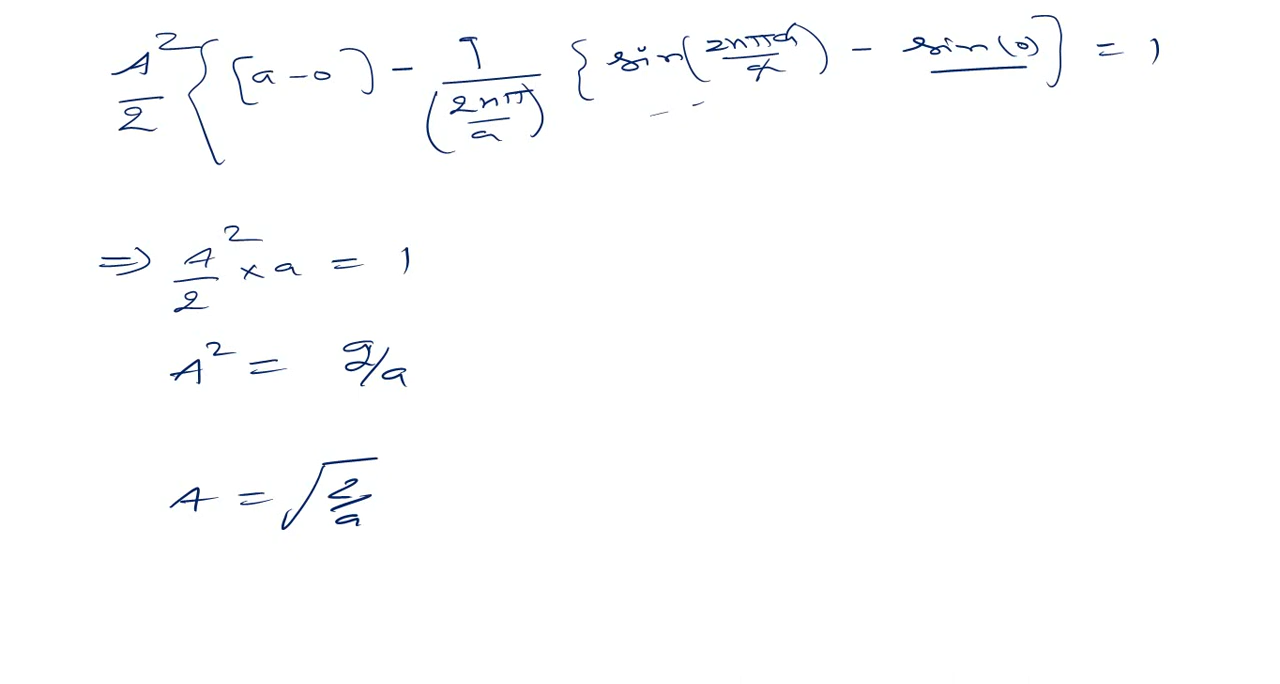 A²/2 { [a-0] - 1/(2nπ/a) { sin(2nπa/a) - sin(0) ] = 1
⇒ A²/2 × a = 1
A² = 2/a
A = √(2/a)